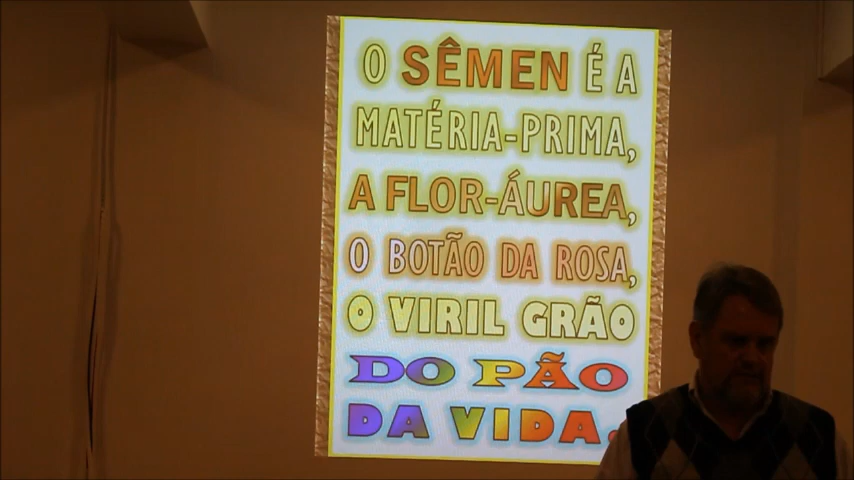 O SÊMEN É A
MATÉRIA-PRIMA,
A FLOR-ÁUREA,
O BOTÃO DA ROSA,
O VIRIL GRÃO
DO PÃO
DA VIDA.